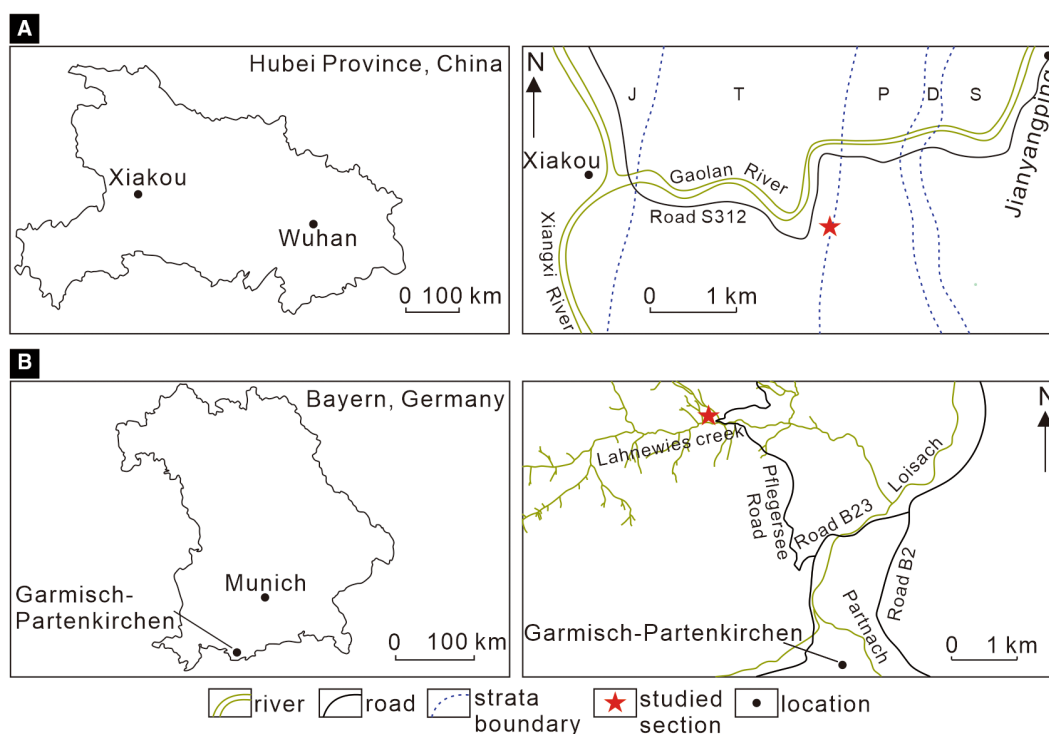 A
Hubei Province, China
Xiakou
Wuhan
0 100 km
N
J
T
P
D
S
Jianyangping
Xiakou
Gaolan River
Road S312
Xiangxi River
0 1 km
B
Bayern, Germany
Munich
Garmisch-
Partenkirchen
0 100 km
N
Lahnewies creek
Pflegersee
Road
Loisach
Road B23
Road B2
Partnach
Garmisch-Partenkirchen
0 1 km
river
road
strata
boundary
studied
section
location